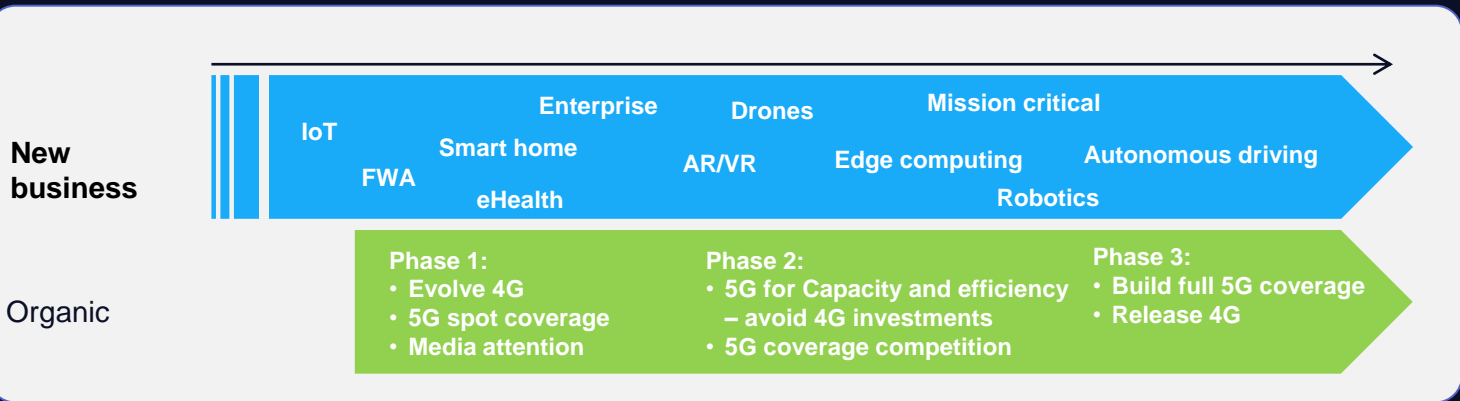 New
business
IoT
FWA
Enterprise
Smart home
eHealth
Drones
AR/VR
Mission critical
Edge computing
Robotics
Autonomous driving
Organic
Phase 1:
• Evolve 4G
• 5G spot coverage
• Media attention
Phase 2:
• 5G for Capacity and efficiency
– avoid 4G investments
• 5G coverage competition
Phase 3:
• Build full 5G coverage
• Release 4G